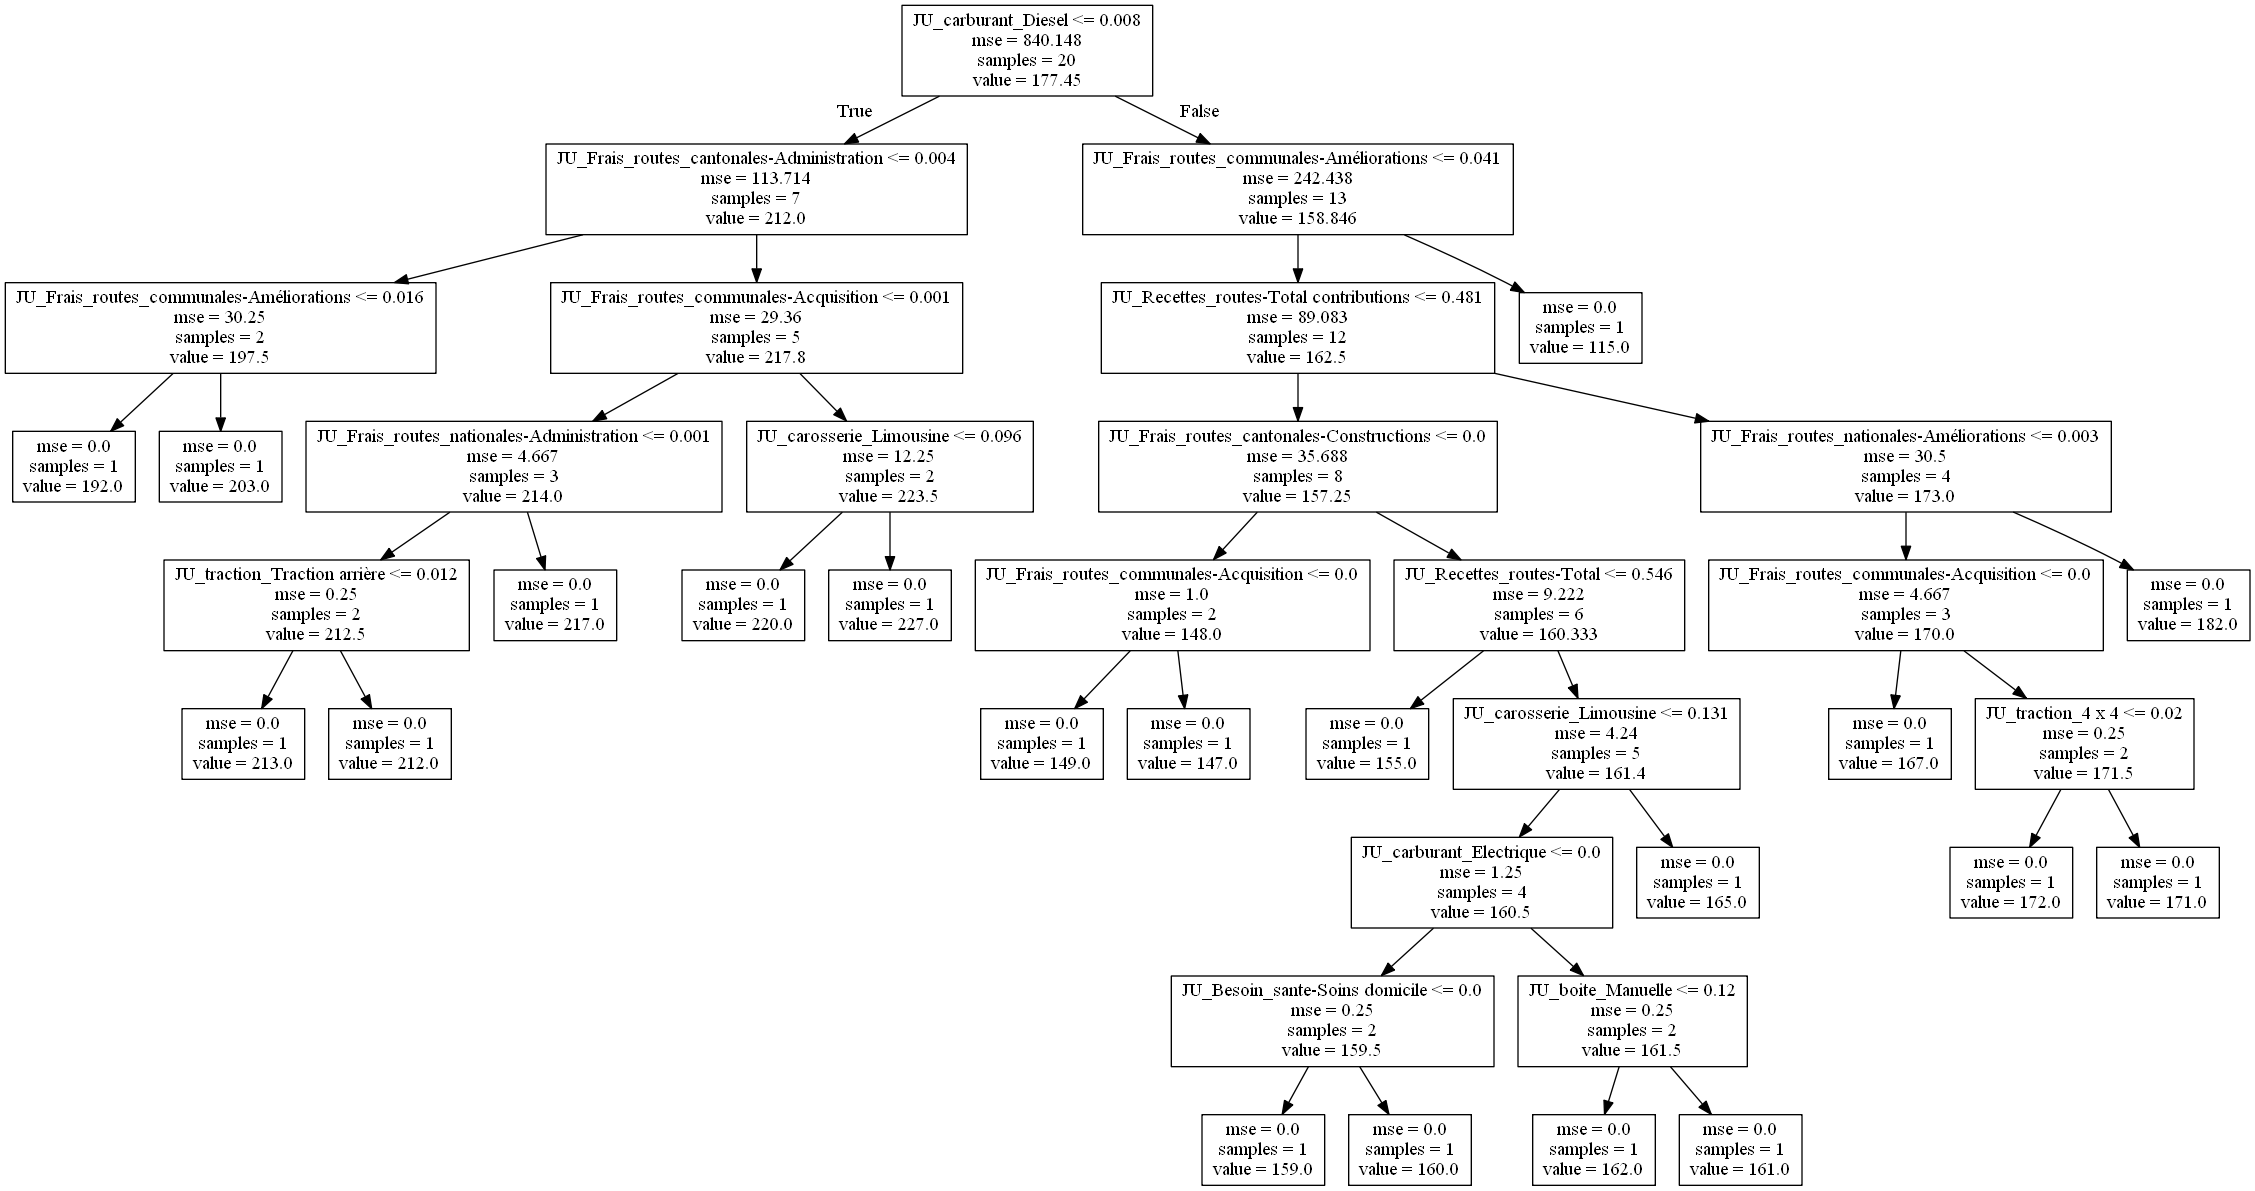 JU_carburant_Diesel <= 0.008
mse = 840.148
samples = 20
value = 177.45
True
False
JU_Frais_routes_cantonales-Administration <= 0.004
mse = 113.714
samples = 7
value = 212.0
JU_Frais_routes_communales-Améliorations <= 0.041
mse = 242.438
samples = 13
value = 158.846
JU_Frais_routes_communales-Améliorations <= 0.016
mse = 30.25
samples = 2
value = 197.5
JU_Frais_routes_communales-Acquisition <= 0.001
mse = 29.36
samples = 5
value = 217.8
JU_Recettes_routes-Total contributions <= 0.481
mse = 89.083
samples = 12
value = 162.5
mse = 0.0
samples = 1
value = 115.0
mse = 0.0
samples = 1
value = 192.0
mse = 0.0
samples = 1
value = 203.0
JU_Frais_routes_nationales-Administration <= 0.001
mse = 4.667
samples = 3
value = 214.0
JU_carosserie_Limousine <= 0.096
mse = 12.25
samples = 2
value = 223.5
JU_Frais_routes_cantonales-Constructions <= 0.0
mse = 35.688
samples = 8
value = 157.25
JU_Frais_routes_nationales-Améliorations <= 0.003
mse = 30.5
samples = 4
value = 173.0
JU_traction_Traction arrière <= 0.012
mse = 0.25
samples = 2
value = 212.5
mse = 0.0
samples = 1
value = 217.0
mse = 0.0
samples = 1
value = 220.0
mse = 0.0
samples = 1
value = 227.0
JU_Frais_routes_communales-Acquisition <= 0.0
mse = 1.0
samples = 2
value = 148.0
JU_Recettes_routes-Total <= 0.546
mse = 9.222
samples = 6
value = 160.333
JU_Frais_routes_communales-Acquisition <= 0.0
mse = 4.667
samples = 3
value = 170.0
mse = 0.0
samples = 1
value = 182.0
mse = 0.0
samples = 1
value = 213.0
mse = 0.0
samples = 1
value = 212.0
mse = 0.0
samples = 1
value = 149.0
mse = 0.0
samples = 1
value = 147.0
mse = 0.0
samples = 1
value = 155.0
JU_carosserie_Limousine <= 0.131
mse = 4.24
samples = 5
value = 161.4
mse = 0.0
samples = 1
value = 167.0
JU_traction_4 x 4 <= 0.02
mse = 0.25
samples = 2
value = 171.5
JU_carburant_Electrique <= 0.0
mse = 1.25
samples = 4
value = 160.5
mse = 0.0
samples = 1
value = 165.0
mse = 0.0
samples = 1
value = 172.0
mse = 0.0
samples = 1
value = 171.0
JU_Besoin_sante-Soins domicile <= 0.0
mse = 0.25
samples = 2
value = 159.5
JU_boite_Manuelle <= 0.12
mse = 0.25
samples = 2
value = 161.5
mse = 0.0
samples = 1
value = 159.0
mse = 0.0
samples = 1
value = 160.0
mse = 0.0
samples = 1
value = 162.0
mse = 0.0
samples = 1
value = 161.0